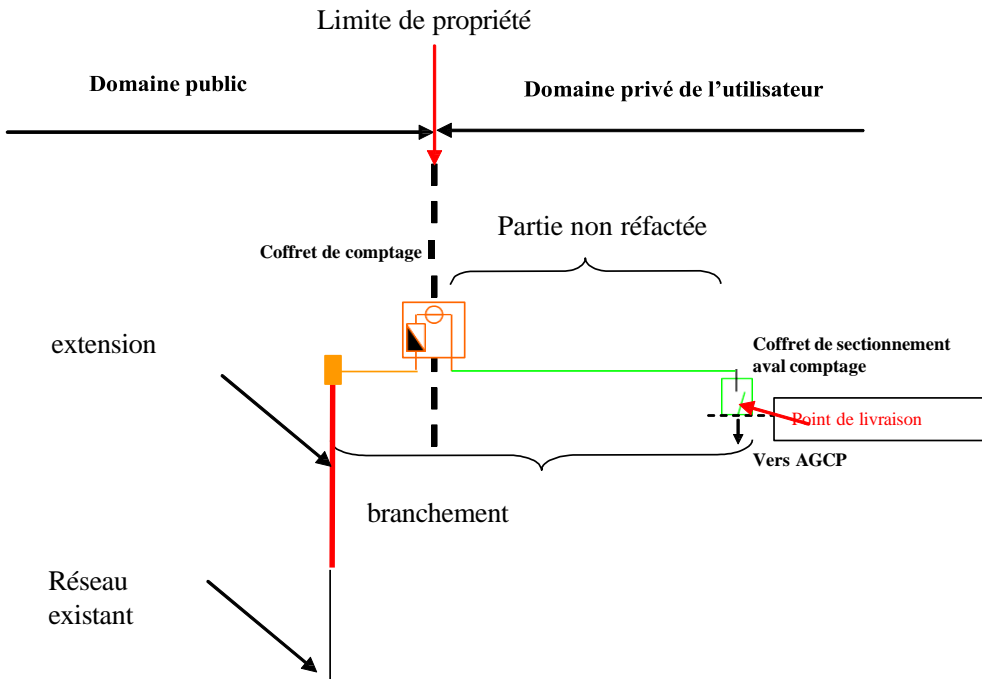 Limite de propriété
Domaine public
Domaine privé de l’utilisateur
Partie non réfactée
Coffret de comptage
extension
Coffret de sectionnement
aval comptage
Point de livraison
Vers AGCP
branchement
Réseau
existant